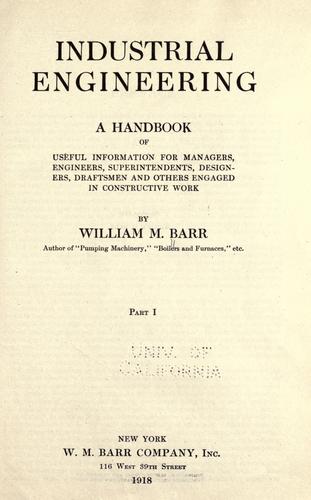 INDUSTRIAL
ENGINEERING
A HANDBOOK
OF
USEFUL INFORMATION FOR MANAGERS,
ENGINEERS, SUPERINTENDENTS, DESIGN-
ERS, DRAFTSMEN AND OTHERS ENGAGED
IN CONSTRUCTIVE WORK
BY
WILLIAM M. BARR
Author of "Pumping Machinery," "Boilers and Furnaces," etc.
PART I
UNIV. OF
CALIFORNIA
NEW YORK
W. M. BARR COMPANY, INC.
116 WEST 39TH STREET
1918